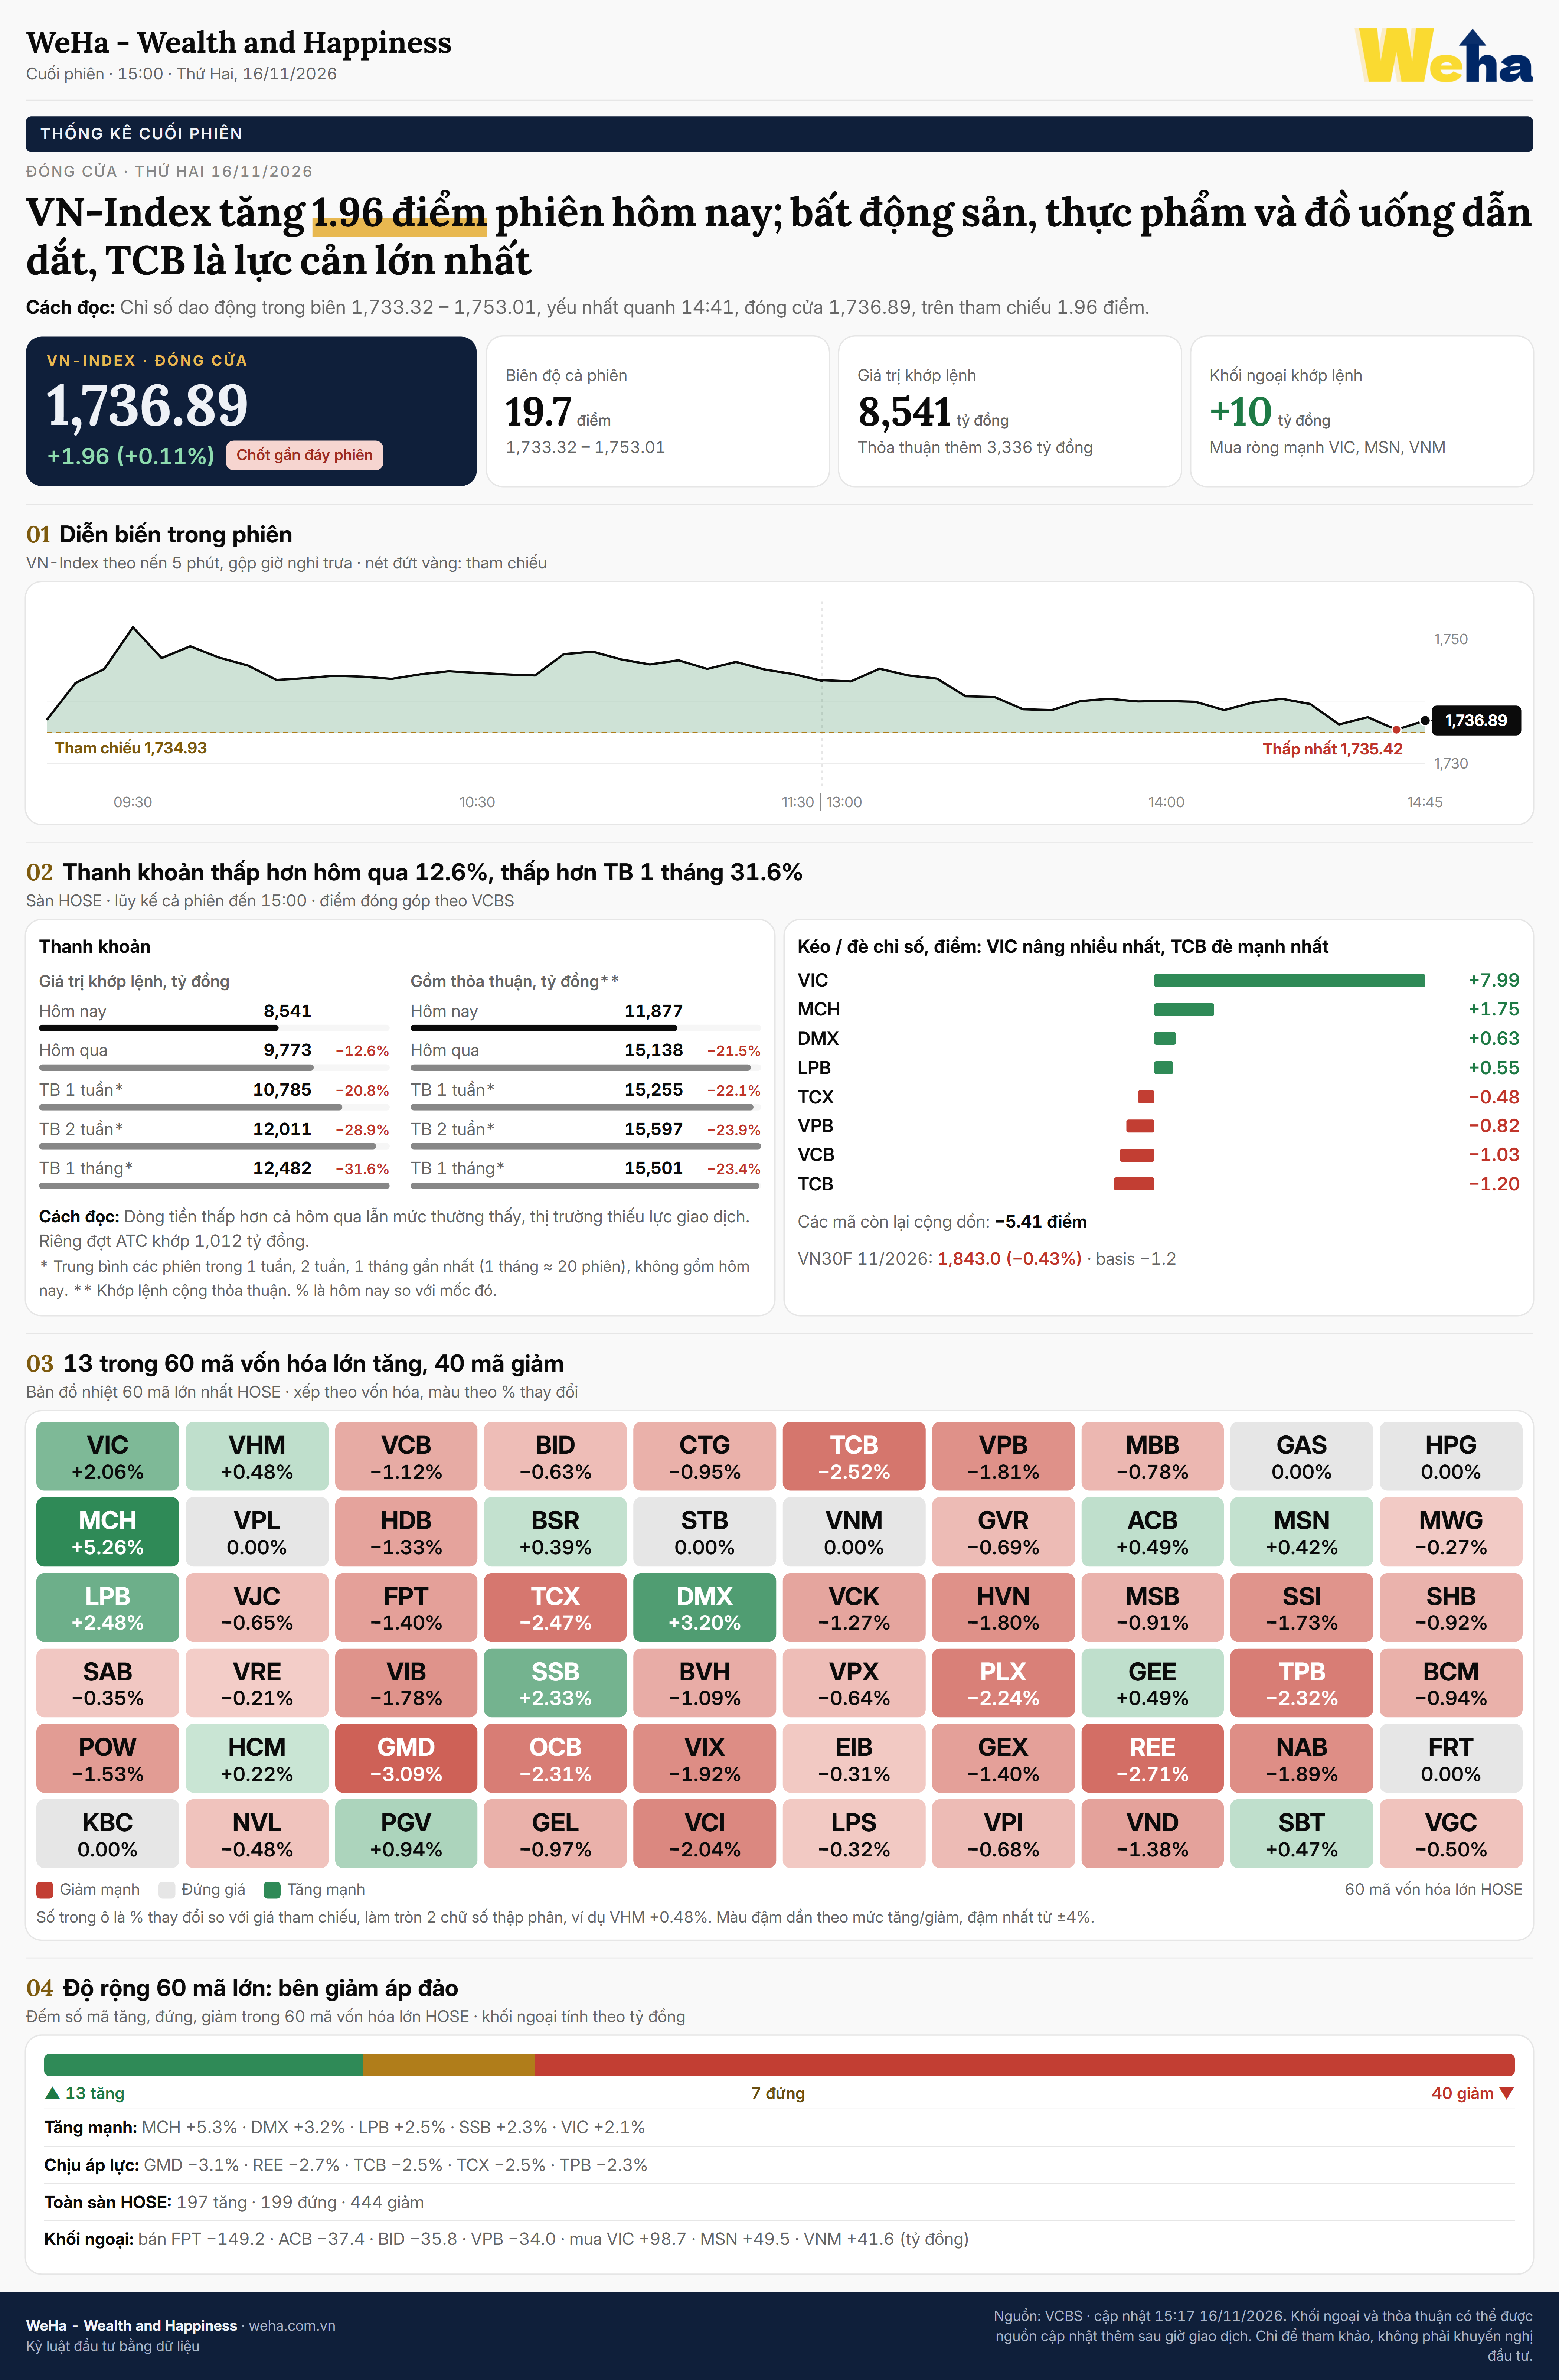 WeHa - Wealth and Happiness
Cuối phiên · 15:00 · Thứ Hai, 16/11/2026
Weha
THỐNG KÊ CUỐI PHIÊN
ĐÓNG CỬA · THỨ HAI 16/11/2026
VN-Index tăng 1.96 điểm phiên hôm nay; bất động sản, thực phẩm và đồ uống dẫn
dắt, TCB là lực cản lớn nhất
Cách đọc: Chỉ số dao động trong biên 1,733.32 – 1,753.01, yếu nhất quanh 14:41, đóng cửa 1,736.89, trên tham chiếu 1.96 điểm.
VN-INDEX · ĐÓNG CỬA
1,736.89
+1.96 (+0.11%) Chốt gần đáy phiên
Biên độ cả phiên
19.7 điểm
1,733.32 – 1,753.01
Giá trị khớp lệnh
8,541 tỷ đồng
Thỏa thuận thêm 3,336 tỷ đồng
Khối ngoại khớp lệnh
+10 tỷ đồng
Mua ròng mạnh VIC, MSN, VNM
01 Diễn biến trong phiên
VN-Index theo nến 5 phút, gộp giờ nghỉ trưa · nét đứt vàng: tham chiếu
1,750
1,736.89
Tham chiếu 1,734.93
Thấp nhất 1,735.42
1,730
09:30 10:30 11:30 | 13:00 14:00 14:45
02 Thanh khoản thấp hơn hôm qua 12.6%, thấp hơn TB 1 tháng 31.6%
Sàn HOSE · lũy kế cả phiên đến 15:00 · điểm đóng góp theo VCBS
Thanh khoản
Giá trị khớp lệnh, tỷ đồng
Hôm nay 8,541
Hôm qua 9,773 −12.6%
TB 1 tuần* 10,785 −20.8%
TB 2 tuần* 12,011 −28.9%
TB 1 tháng* 12,482 −31.6%
Gồm thỏa thuận, tỷ đồng**
Hôm nay 11,877
Hôm qua 15,138 −21.5%
TB 1 tuần* 15,255 −22.1%
TB 2 tuần* 15,597 −23.9%
TB 1 tháng* 15,501 −23.4%
Cách đọc: Dòng tiền thấp hơn cả hôm qua lẫn mức thường thấy, thị trường thiếu lực giao dịch.
Riêng đợt ATC khớp 1,012 tỷ đồng.
* Trung bình các phiên trong 1 tuần, 2 tuần, 1 tháng gần nhất (1 tháng ≈ 20 phiên), không gồm hôm
nay. ** Khớp lệnh cộng thỏa thuận. % là hôm nay so với mốc đó.
Kéo / đè chỉ số, điểm: VIC nâng nhiều nhất, TCB đè mạnh nhất
VIC +7.99
MCH +1.75
DMX +0.63
LPB +0.55
TCX −0.48
VPB −0.82
VCB −1.03
TCB −1.20
Các mã còn lại cộng dồn: −5.41 điểm
VN30F 11/2026: 1,843.0 (−0.43%) · basis −1.2
03 13 trong 60 mã vốn hóa lớn tăng, 40 mã giảm
Bản đồ nhiệt 60 mã lớn nhất HOSE · xếp theo vốn hóa, màu theo % thay đổi
VIC VHM VCB BID CTG TCB VPB MBB GAS HPG
+2.06% +0.48% −1.12% −0.63% −0.95% −2.52% −1.81% −0.78% 0.00% 0.00%
MCH VPL HDB BSR STB VNM GVR ACB MSN MWG
+5.26% 0.00% −1.33% +0.39% 0.00% 0.00% −0.69% +0.49% +0.42% −0.27%
LPB VJC FPT TCX DMX VCK HVN MSB SSI SHB
+2.48% −0.65% −1.40% −2.47% +3.20% −1.27% −1.80% −0.91% −1.73% −0.92%
SAB VRE VIB SSB BVH VPX PLX GEE TPB BCM
−0.35% −0.21% −1.78% +2.33% −1.09% −0.64% −2.24% +0.49% −2.32% −0.94%
POW HCM GMD OCB VIX EIB GEX REE NAB FRT
−1.53% +0.22% −3.09% −2.31% −1.92% −0.31% −1.40% −2.71% −1.89% 0.00%
KBC NVL PGV GEL VCI LPS VPI VND SBT VGC
0.00% −0.48% +0.94% −0.97% −2.04% −0.32% −0.68% −1.38% +0.47% −0.50%
Giảm mạnh Đứng giá Tăng mạnh 60 mã vốn hóa lớn HOSE
Số trong ô là % thay đổi so với giá tham chiếu, làm tròn 2 chữ số thập phân, ví dụ VHM +0.48%. Màu đậm dần theo mức tăng/giảm, đậm nhất từ ±4%.
04 Độ rộng 60 mã lớn: bên giảm áp đảo
Đếm số mã tăng, đứng, giảm trong 60 mã vốn hóa lớn HOSE · khối ngoại tính theo tỷ đồng
▲ 13 tăng 7 đứng 40 giảm ▼
Tăng mạnh: MCH +5.3% · DMX +3.2% · LPB +2.5% · SSB +2.3% · VIC +2.1%
Chịu áp lực: GMD −3.1% · REE −2.7% · TCB −2.5% · TCX −2.5% · TPB −2.3%
Toàn sàn HOSE: 197 tăng · 199 đứng · 444 giảm
Khối ngoại: bán FPT −149.2 · ACB −37.4 · BID −35.8 · VPB −34.0 · mua VIC +98.7 · MSN +49.5 · VNM +41.6 (tỷ đồng)
WeHa - Wealth and Happiness · weha.com.vn
Kỷ luật đầu tư bằng dữ liệu
Nguồn: VCBS · cập nhật 15:17 16/11/2026. Khối ngoại và thỏa thuận có thể được
nguồn cập nhật thêm sau giờ giao dịch. Chỉ để tham khảo, không phải khuyến nghị
đầu tư.